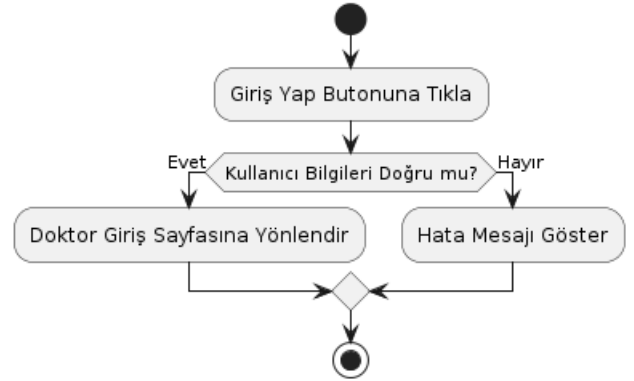 Giriş Yap Butonuna Tıkla
Evet
Kullanıcı Bilgileri Doğru mu?
Hayır
Doktor Giriş Sayfasına Yönlendir
Hata Mesajı Göster